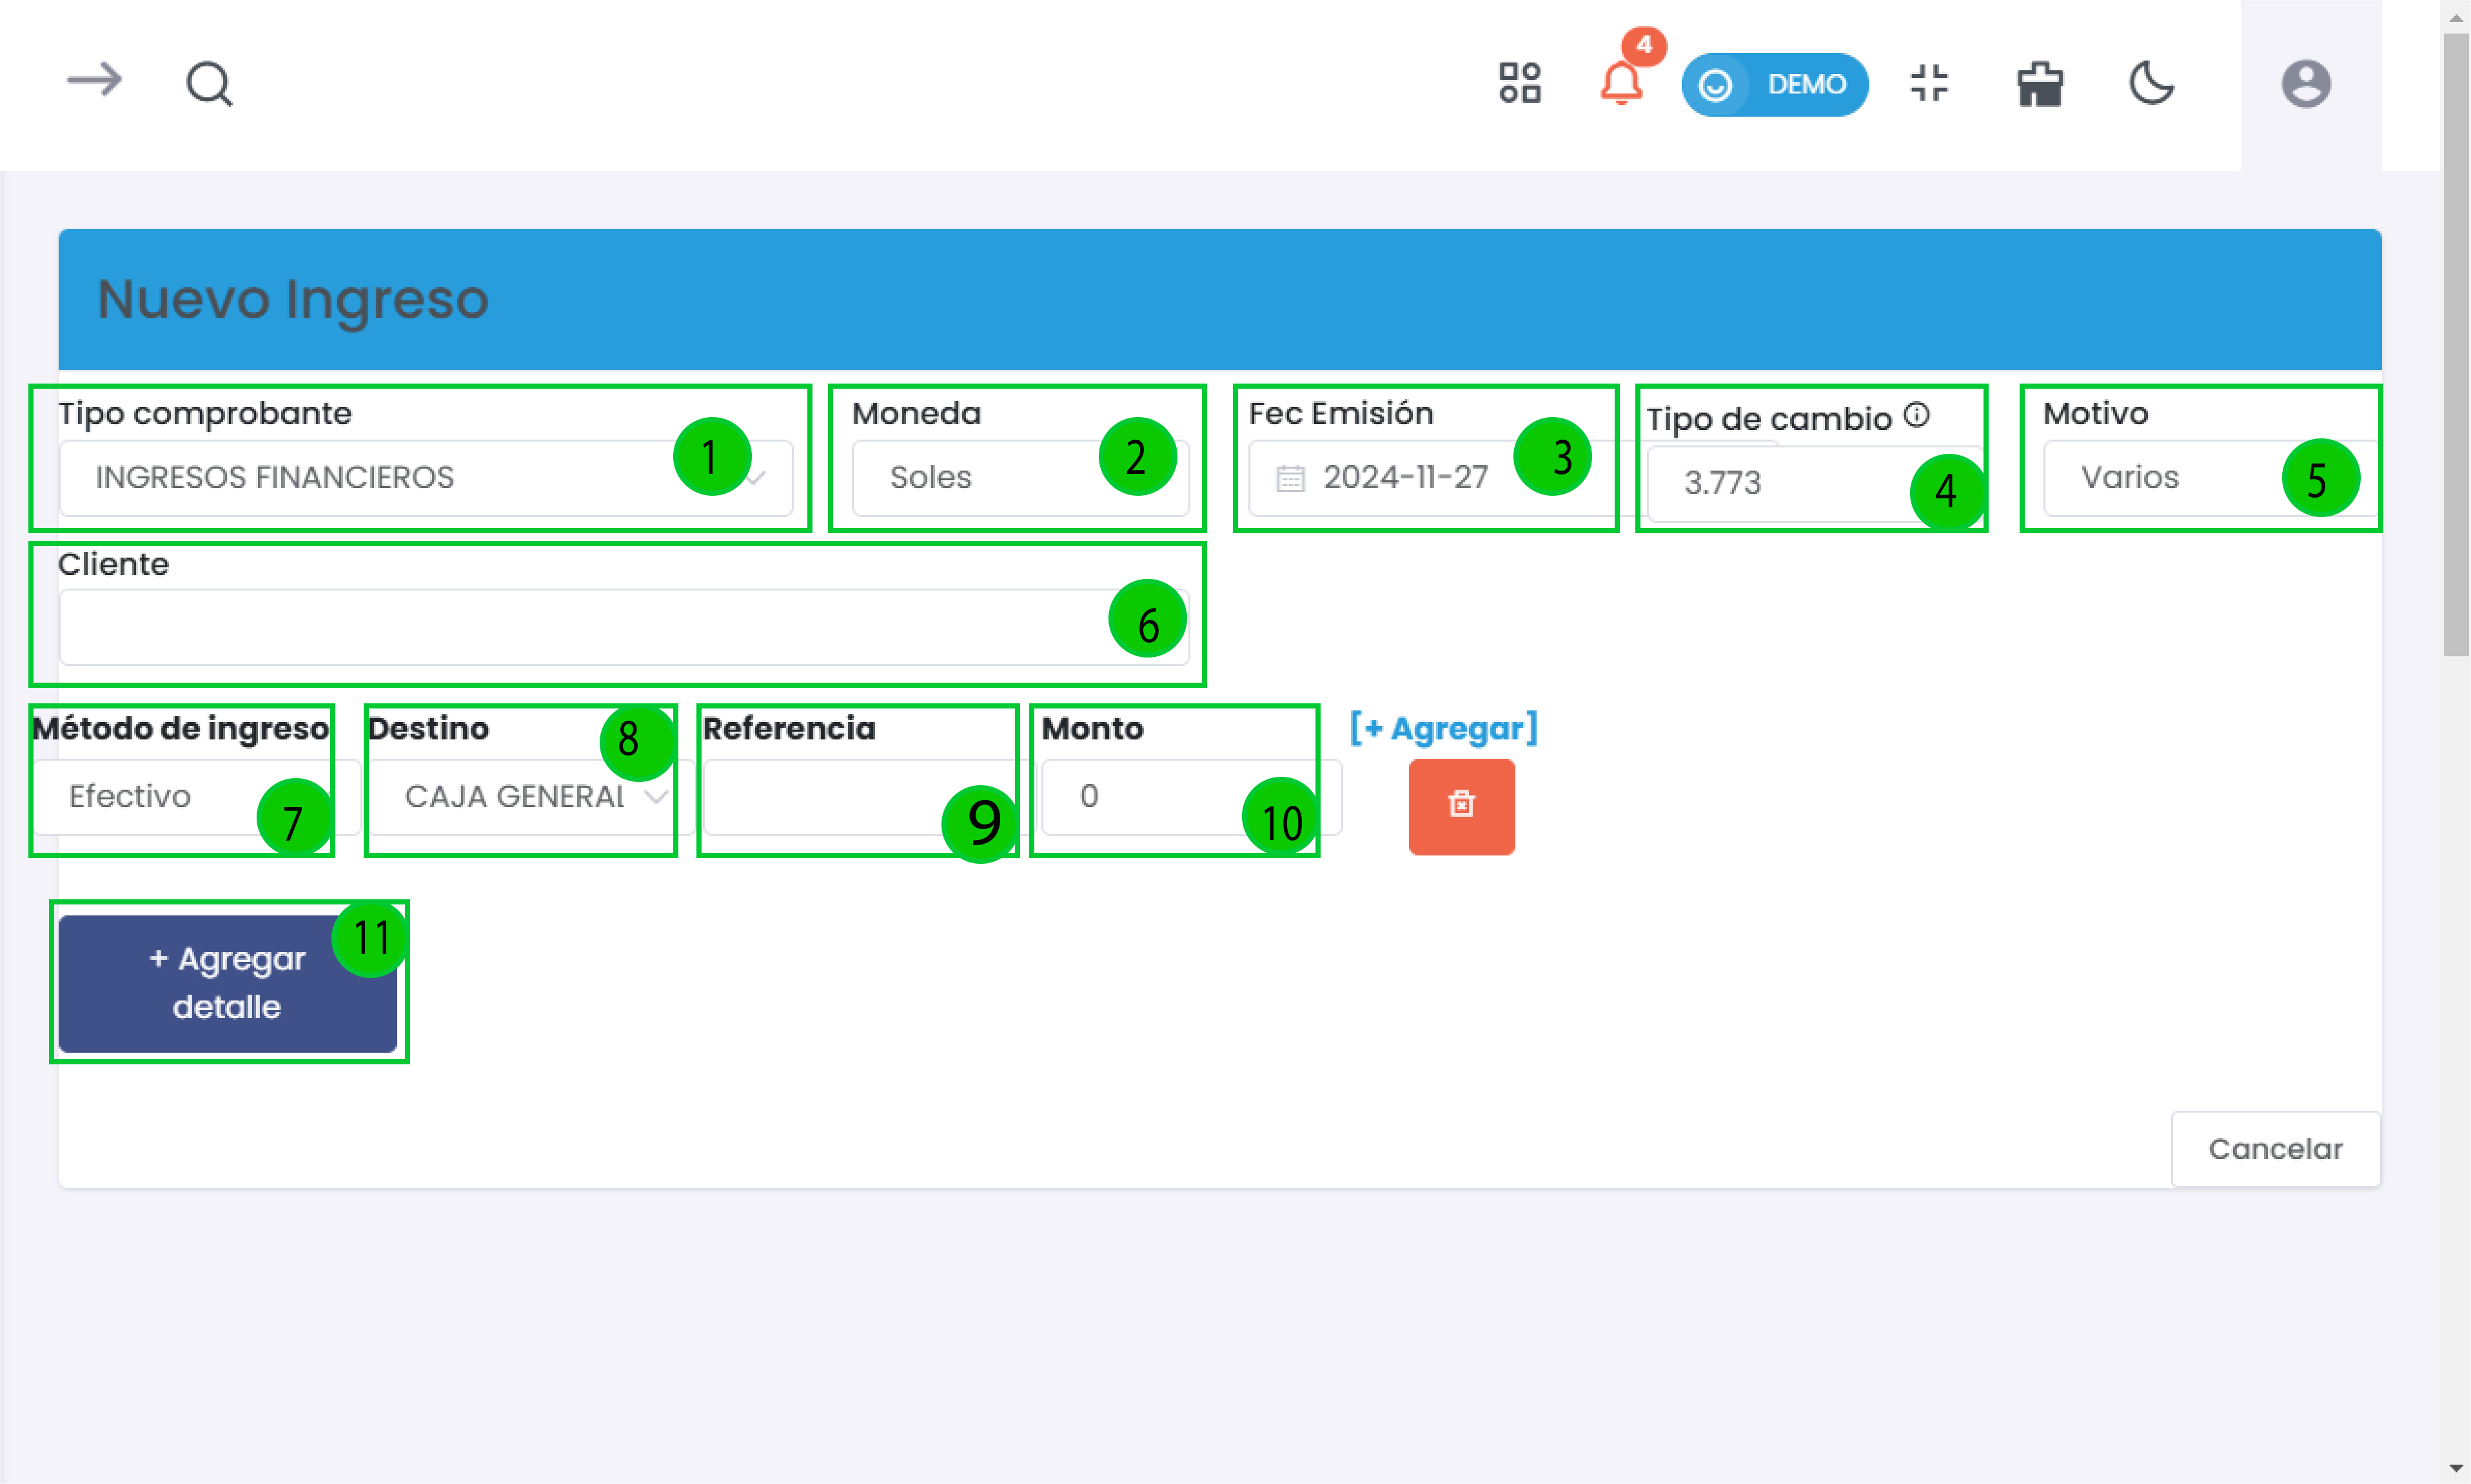 4
DEMO
Nuevo Ingreso
Tipo comprobante Moneda Fec Emisión Tipo de cambio Motivo
INGRESOS FINANCIEROS 1 Soles 2 2024-11-27 3 3.773 4 Varios 5
Cliente
6
Método de ingreso Destino 8 Referencia Monto [+ Agregar]
Efectivo 7 CAJA GENERAL 9 0 10
11
+ Agregar
detalle
Cancelar